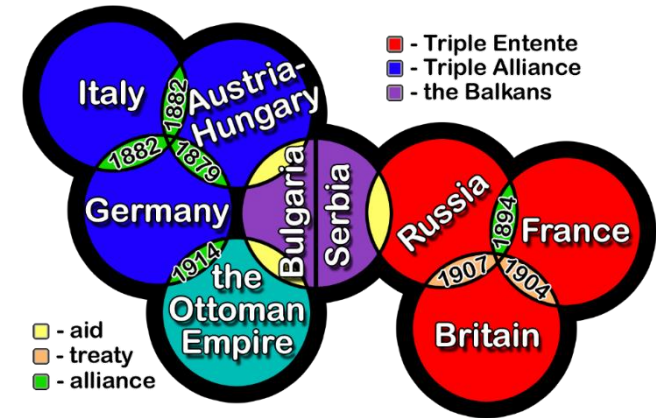 Italy
1882
Austria-
Hungary
1882
1879
Germany
1914
the
Ottoman
Empire
Bulgaria
Serbia
Russia
1894
France
1907
1904
Britain
- Triple Entente
- Triple Alliance
- the Balkans
- aid
- treaty
- alliance